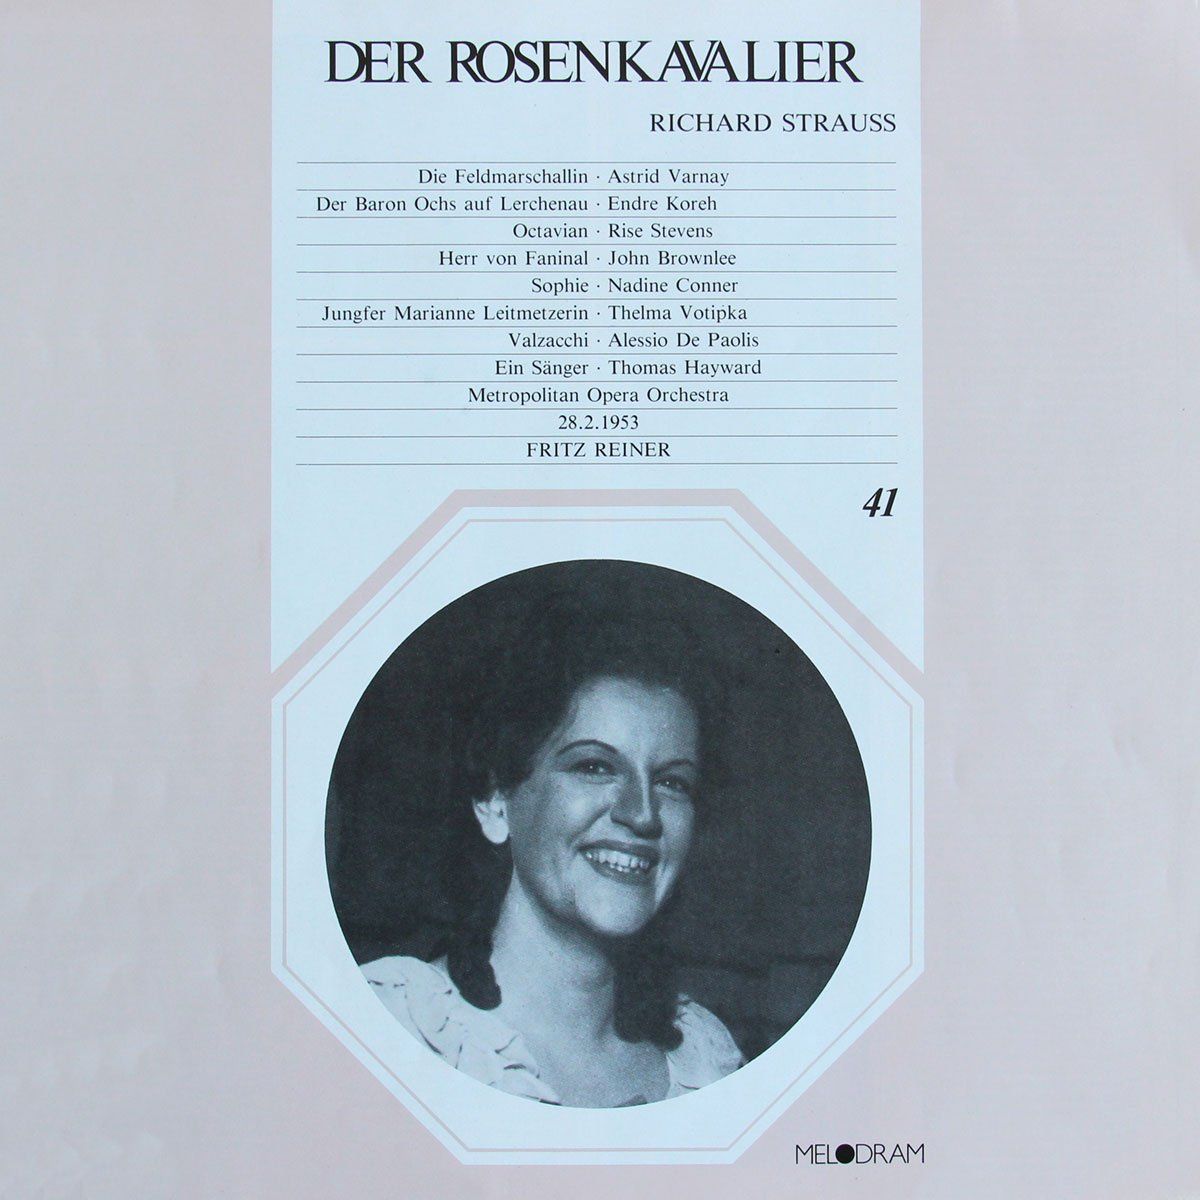 DER ROSENKAVALIER
RICHARD STRAUSS
Die Feldmarschallin · Astrid Varnay
Der Baron Ochs auf Lerchenau · Endre Koreh
Octavian · Rise Stevens
Herr von Faninal · John Brownlee
Sophie · Nadine Conner
Jungfer Marianne Leitmetzerin · Thelma Votipka
Valzacchi · Alessio De Paolis
Ein Sänger · Thomas Hayward
Metropolitan Opera Orchestra
28.2.1953
FRITZ REINER
41
MELODRAM